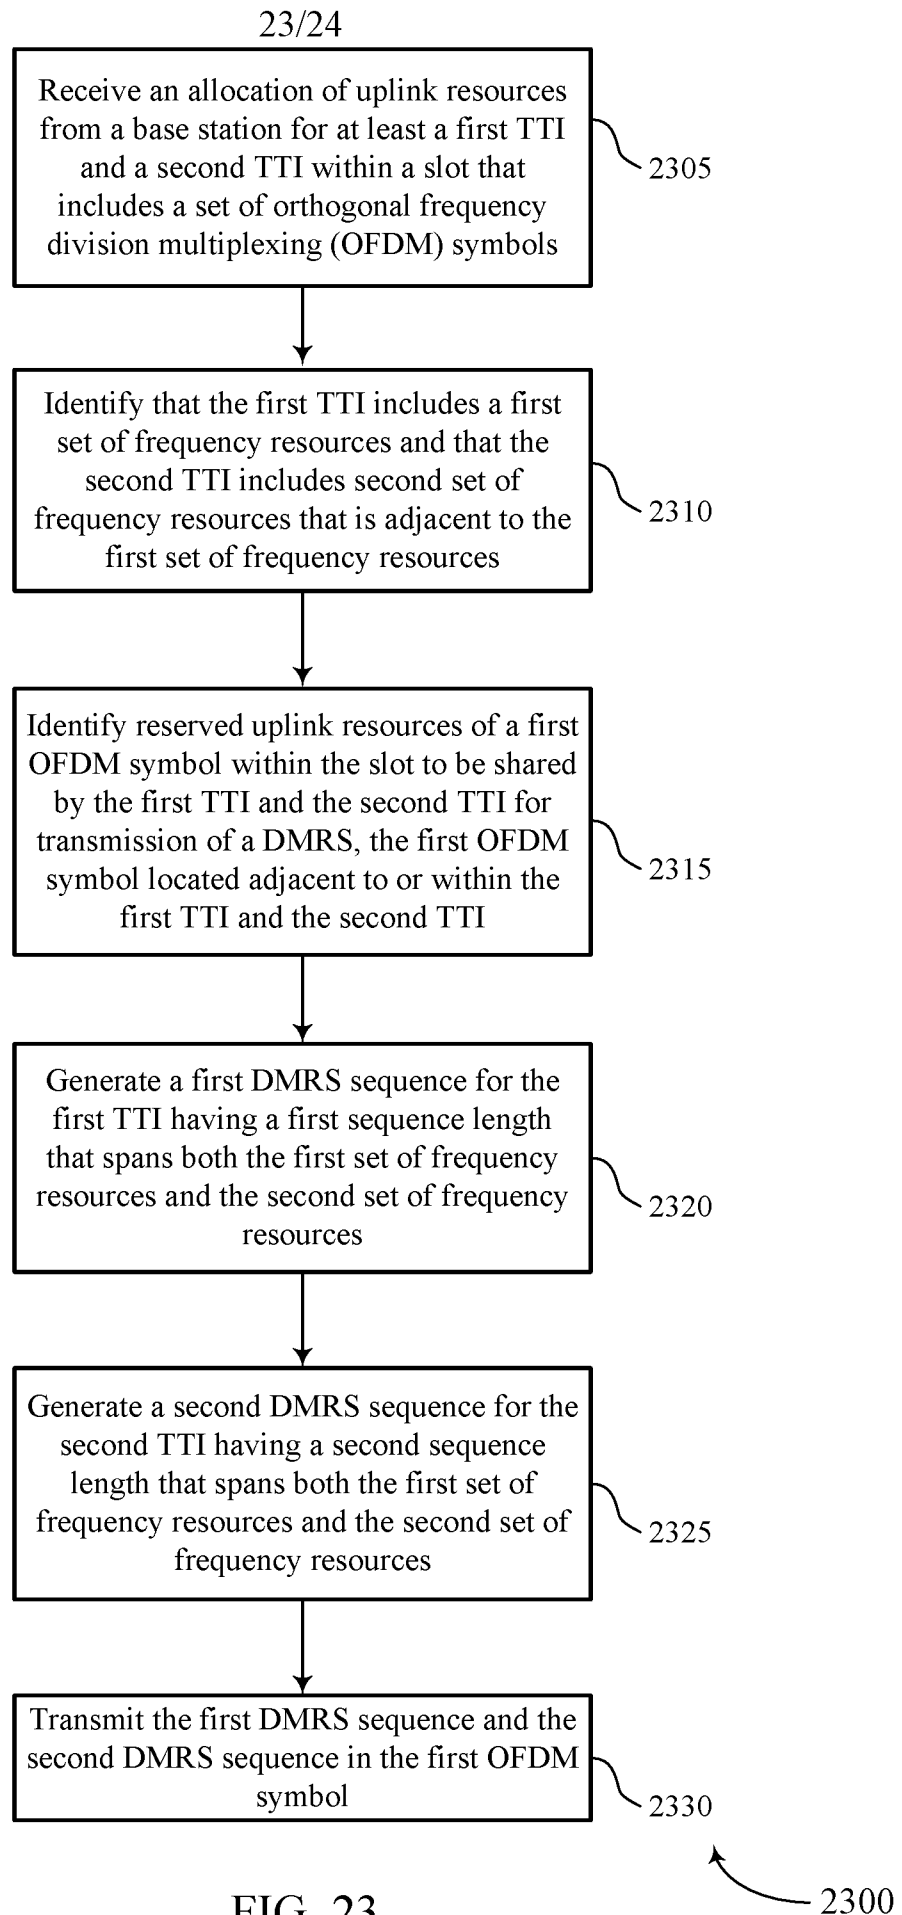 23/24
Receive an allocation of uplink resources
from a base station for at least a first TTI
and a second TTI within a slot that
includes a set of orthogonal frequency
division multiplexing (OFDM) symbols
2305
Identify that the first TTI includes a first
set of frequency resources and that the
second TTI includes second set of
frequency resources that is adjacent to the
first set of frequency resources
2310
Identify reserved uplink resources of a first
OFDM symbol within the slot to be shared
by the first TTI and the second TTI for
transmission of a DMRS, the first OFDM
symbol located adjacent to or within the
first TTI and the second TTI
2315
Generate a first DMRS sequence for the
first TTI having a first sequence length
that spans both the first set of frequency
resources and the second set of frequency
resources
2320
Generate a second DMRS sequence for the
second TTI having a second sequence
length that spans both the first set of
frequency resources and the second set of
frequency resources
2325
Transmit the first DMRS sequence and the
second DMRS sequence in the first OFDM
symbol
2330
2300
FIG. 23